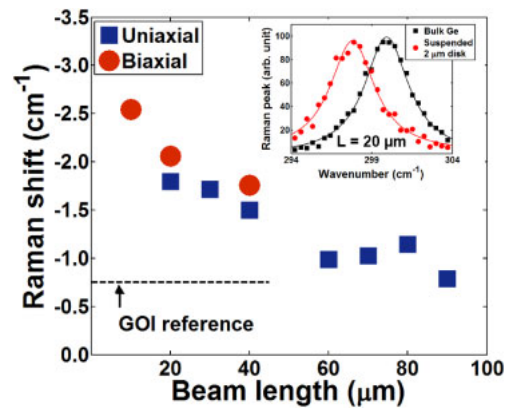 -3.5
-3.0
-2.5
-2.0
-1.5
-1.0
-.5
0.0
Raman shift (cm-1)
Uniaxial
Biaxial
GOI reference
0
20
40
60
80
100
Beam length (μm)
100
80
60
40
20
Raman peak (arb. unit)
Bulk Ge
Suspended
2 μm disk
L = 20 μm
294
299
304
Wavenumber (cm-1)